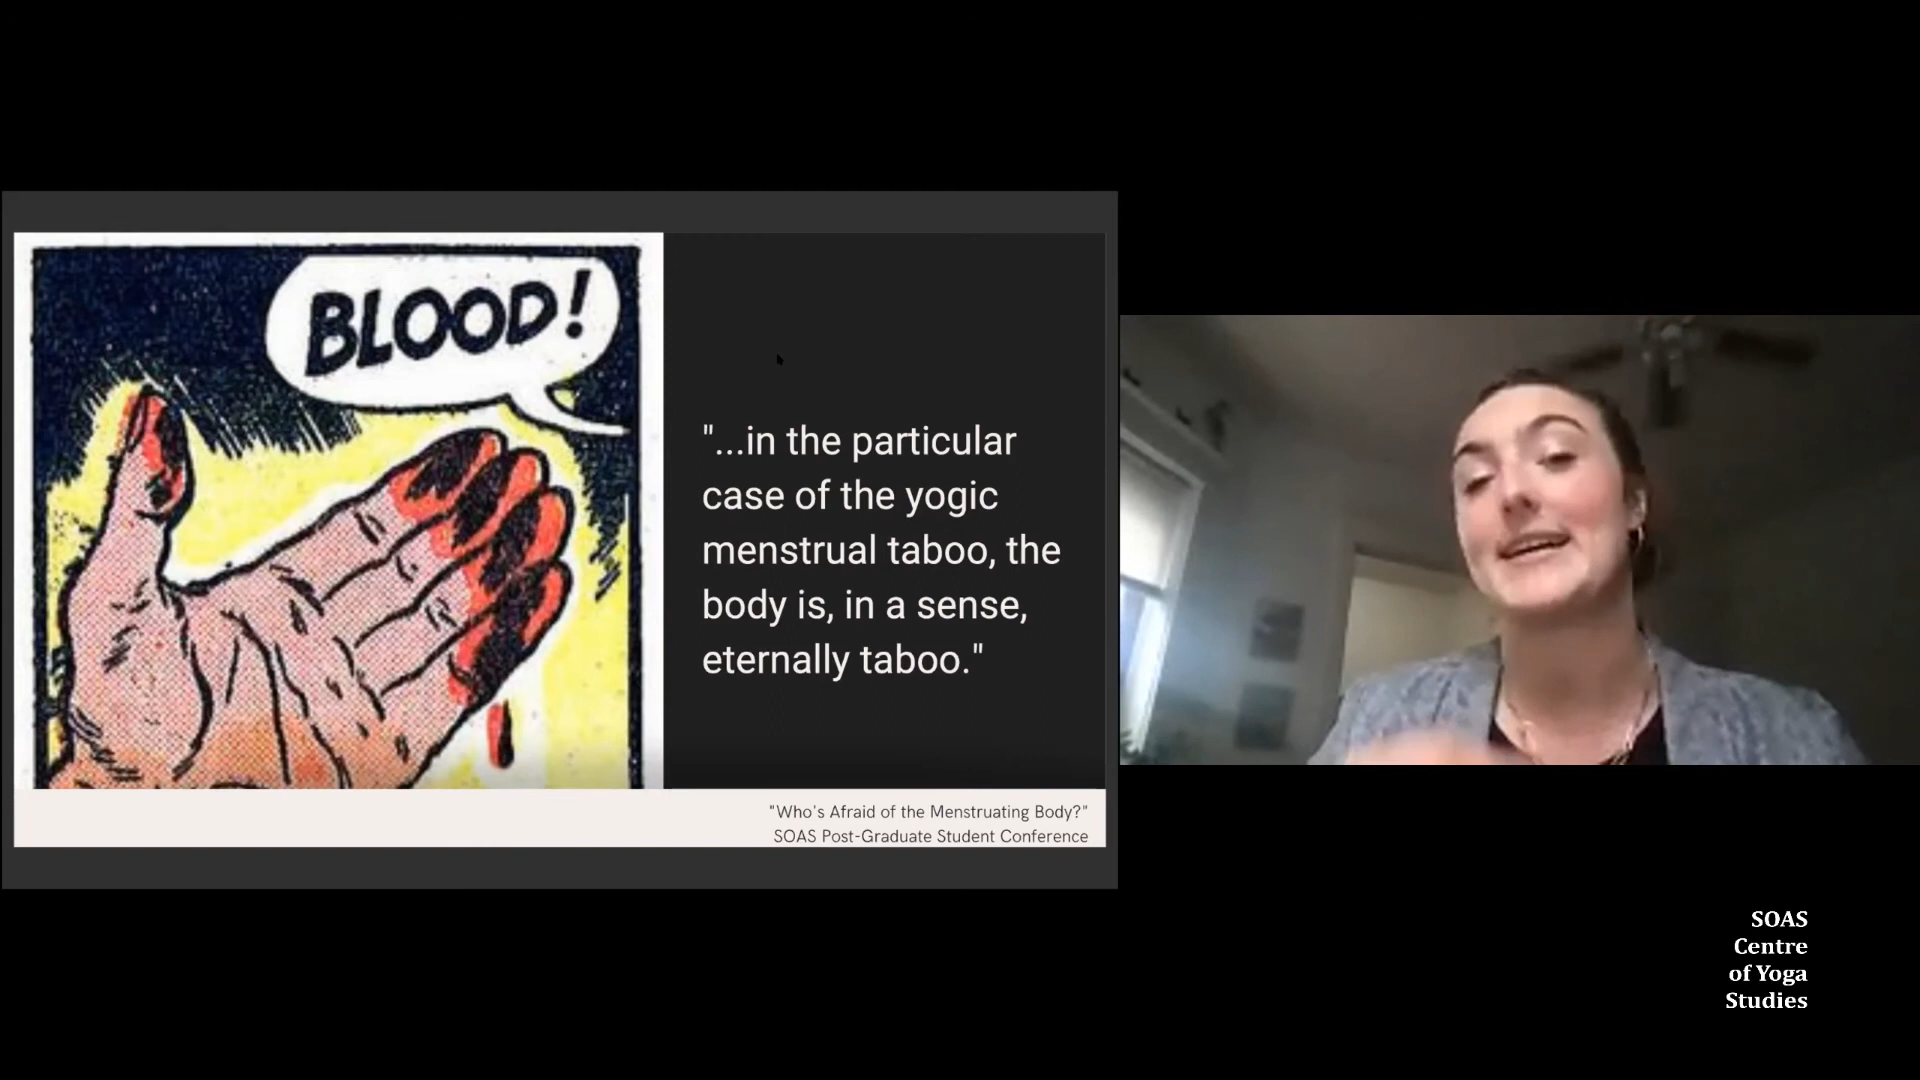 BLOOD!
"...in the particular
case of the yogic
menstrual taboo, the
body is, in a sense,
eternally taboo."
"Who's Afraid of the Menstruating Body?"
SOAS Post-Graduate Student Conference
SOAS
Centre
of Yoga
Studies